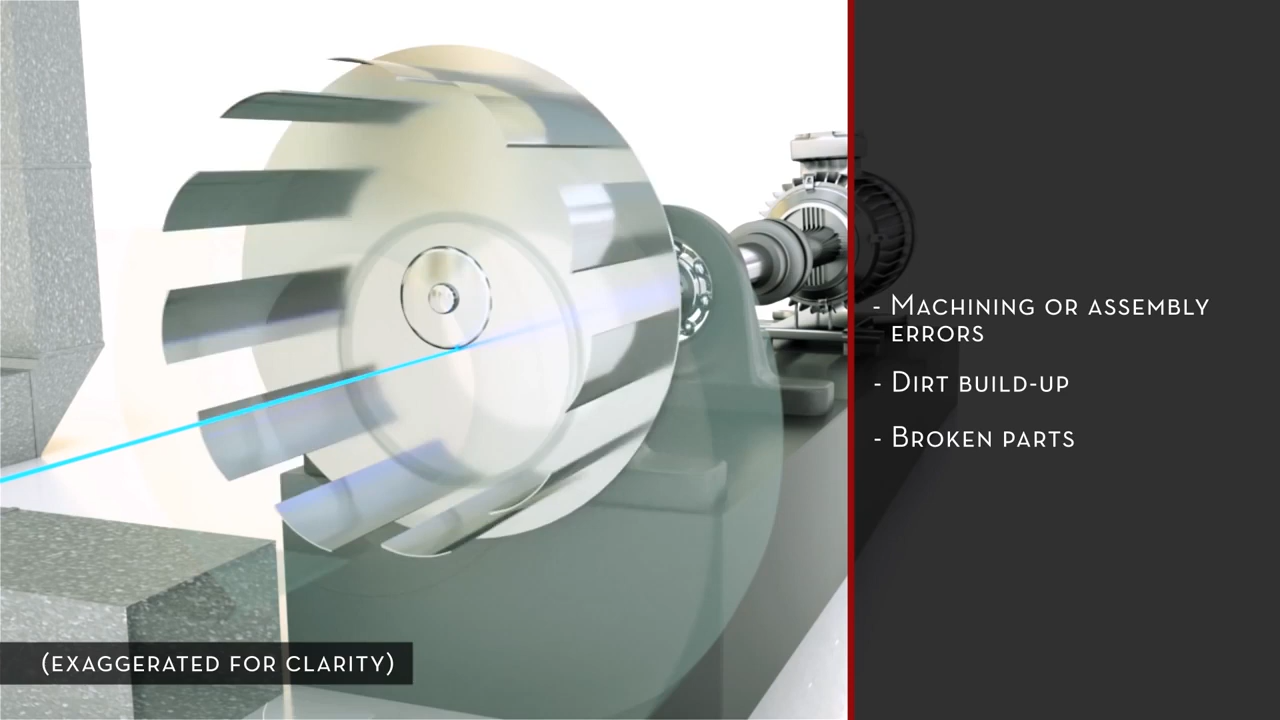 - Machining or assembly
errors
- Dirt build-up
- Broken parts
(exaggerated for clarity)